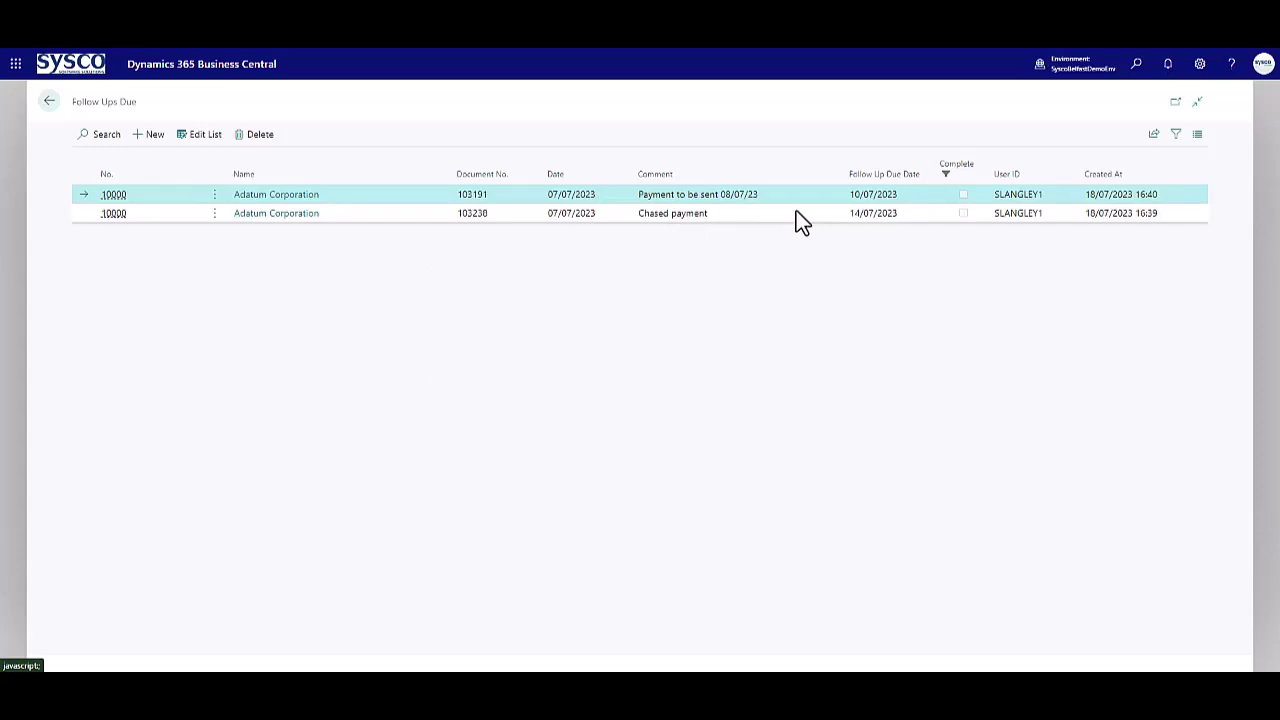 SYSCO
Dynamics 365 Business Central
Environment:
SyscoBelfastDemoEnv
?
Follow Ups Due
Search New Edit List Delete
No. Name Document No. Date Comment Follow Up Due Date Complete User ID Created At
10000 Adatum Corporation 103191 07/07/2023 Payment to be sent 08/07/23 10/07/2023 SLANGLEY1 18/07/2023 16:40
10000 Adatum Corporation 103238 07/07/2023 Chased payment 14/07/2023 SLANGLEY1 18/07/2023 16:39
javascript:;